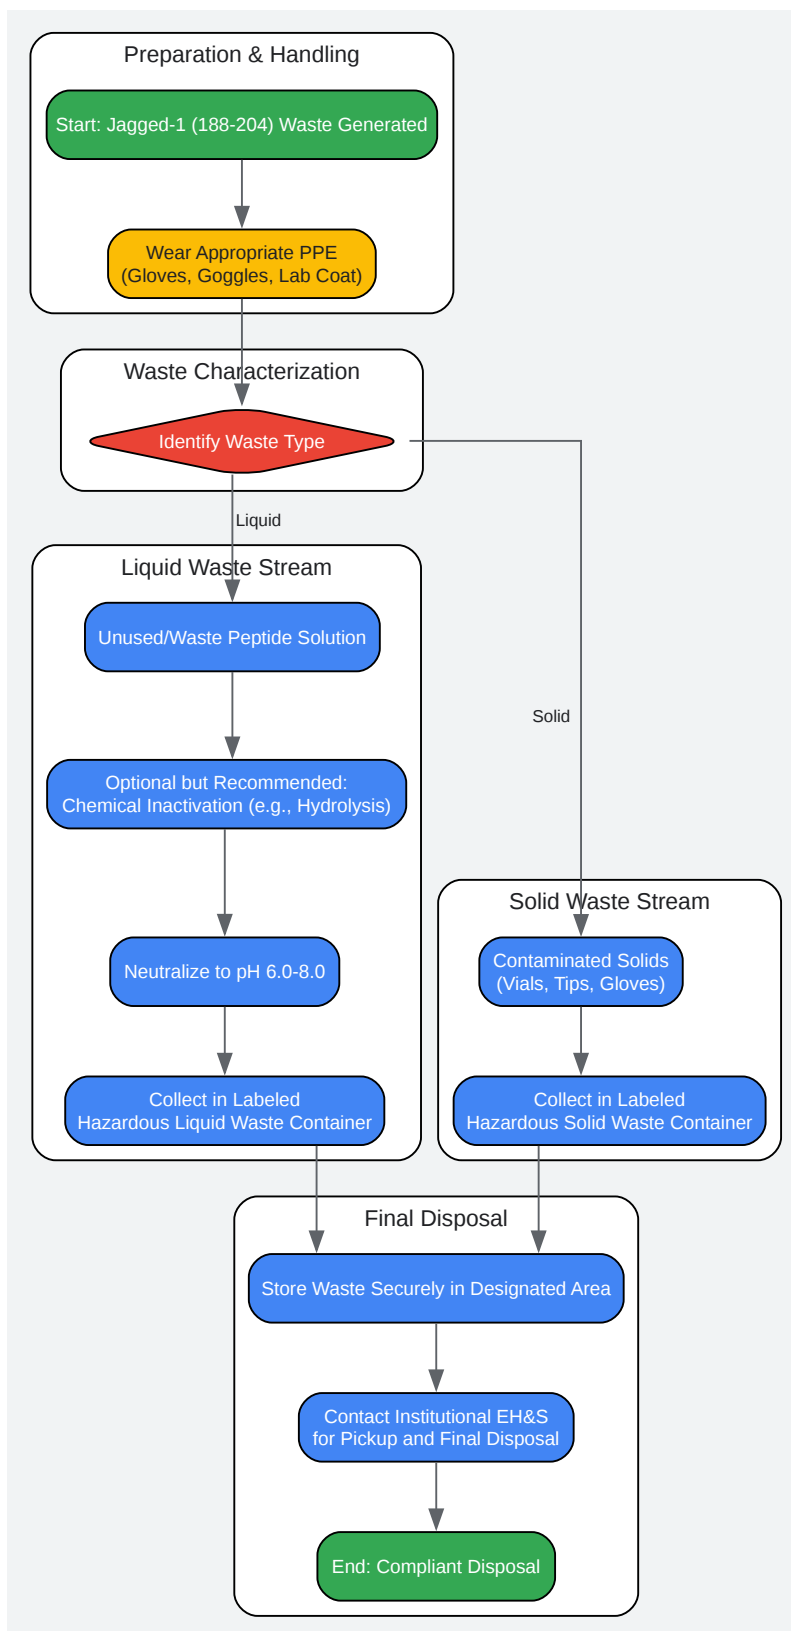 Preparation & Handling
Start: Jagged-1 (188-204) Waste Generated
Wear Appropriate PPE
(Gloves, Goggles, Lab Coat)
Waste Characterization
Identify Waste Type
Liquid
Liquid Waste Stream
Unused/Waste Peptide Solution
Solid
Optional but Recommended:
Chemical Inactivation (e.g., Hydrolysis)
Neutralize to pH 6.0-8.0
Collect in Labeled
Hazardous Liquid Waste Container
Solid Waste Stream
Contaminated Solids
(Vials, Tips, Gloves)
Collect in Labeled
Hazardous Solid Waste Container
Final Disposal
Store Waste Securely in Designated Area
Contact Institutional EH&S
for Pickup and Final Disposal
End: Compliant Disposal